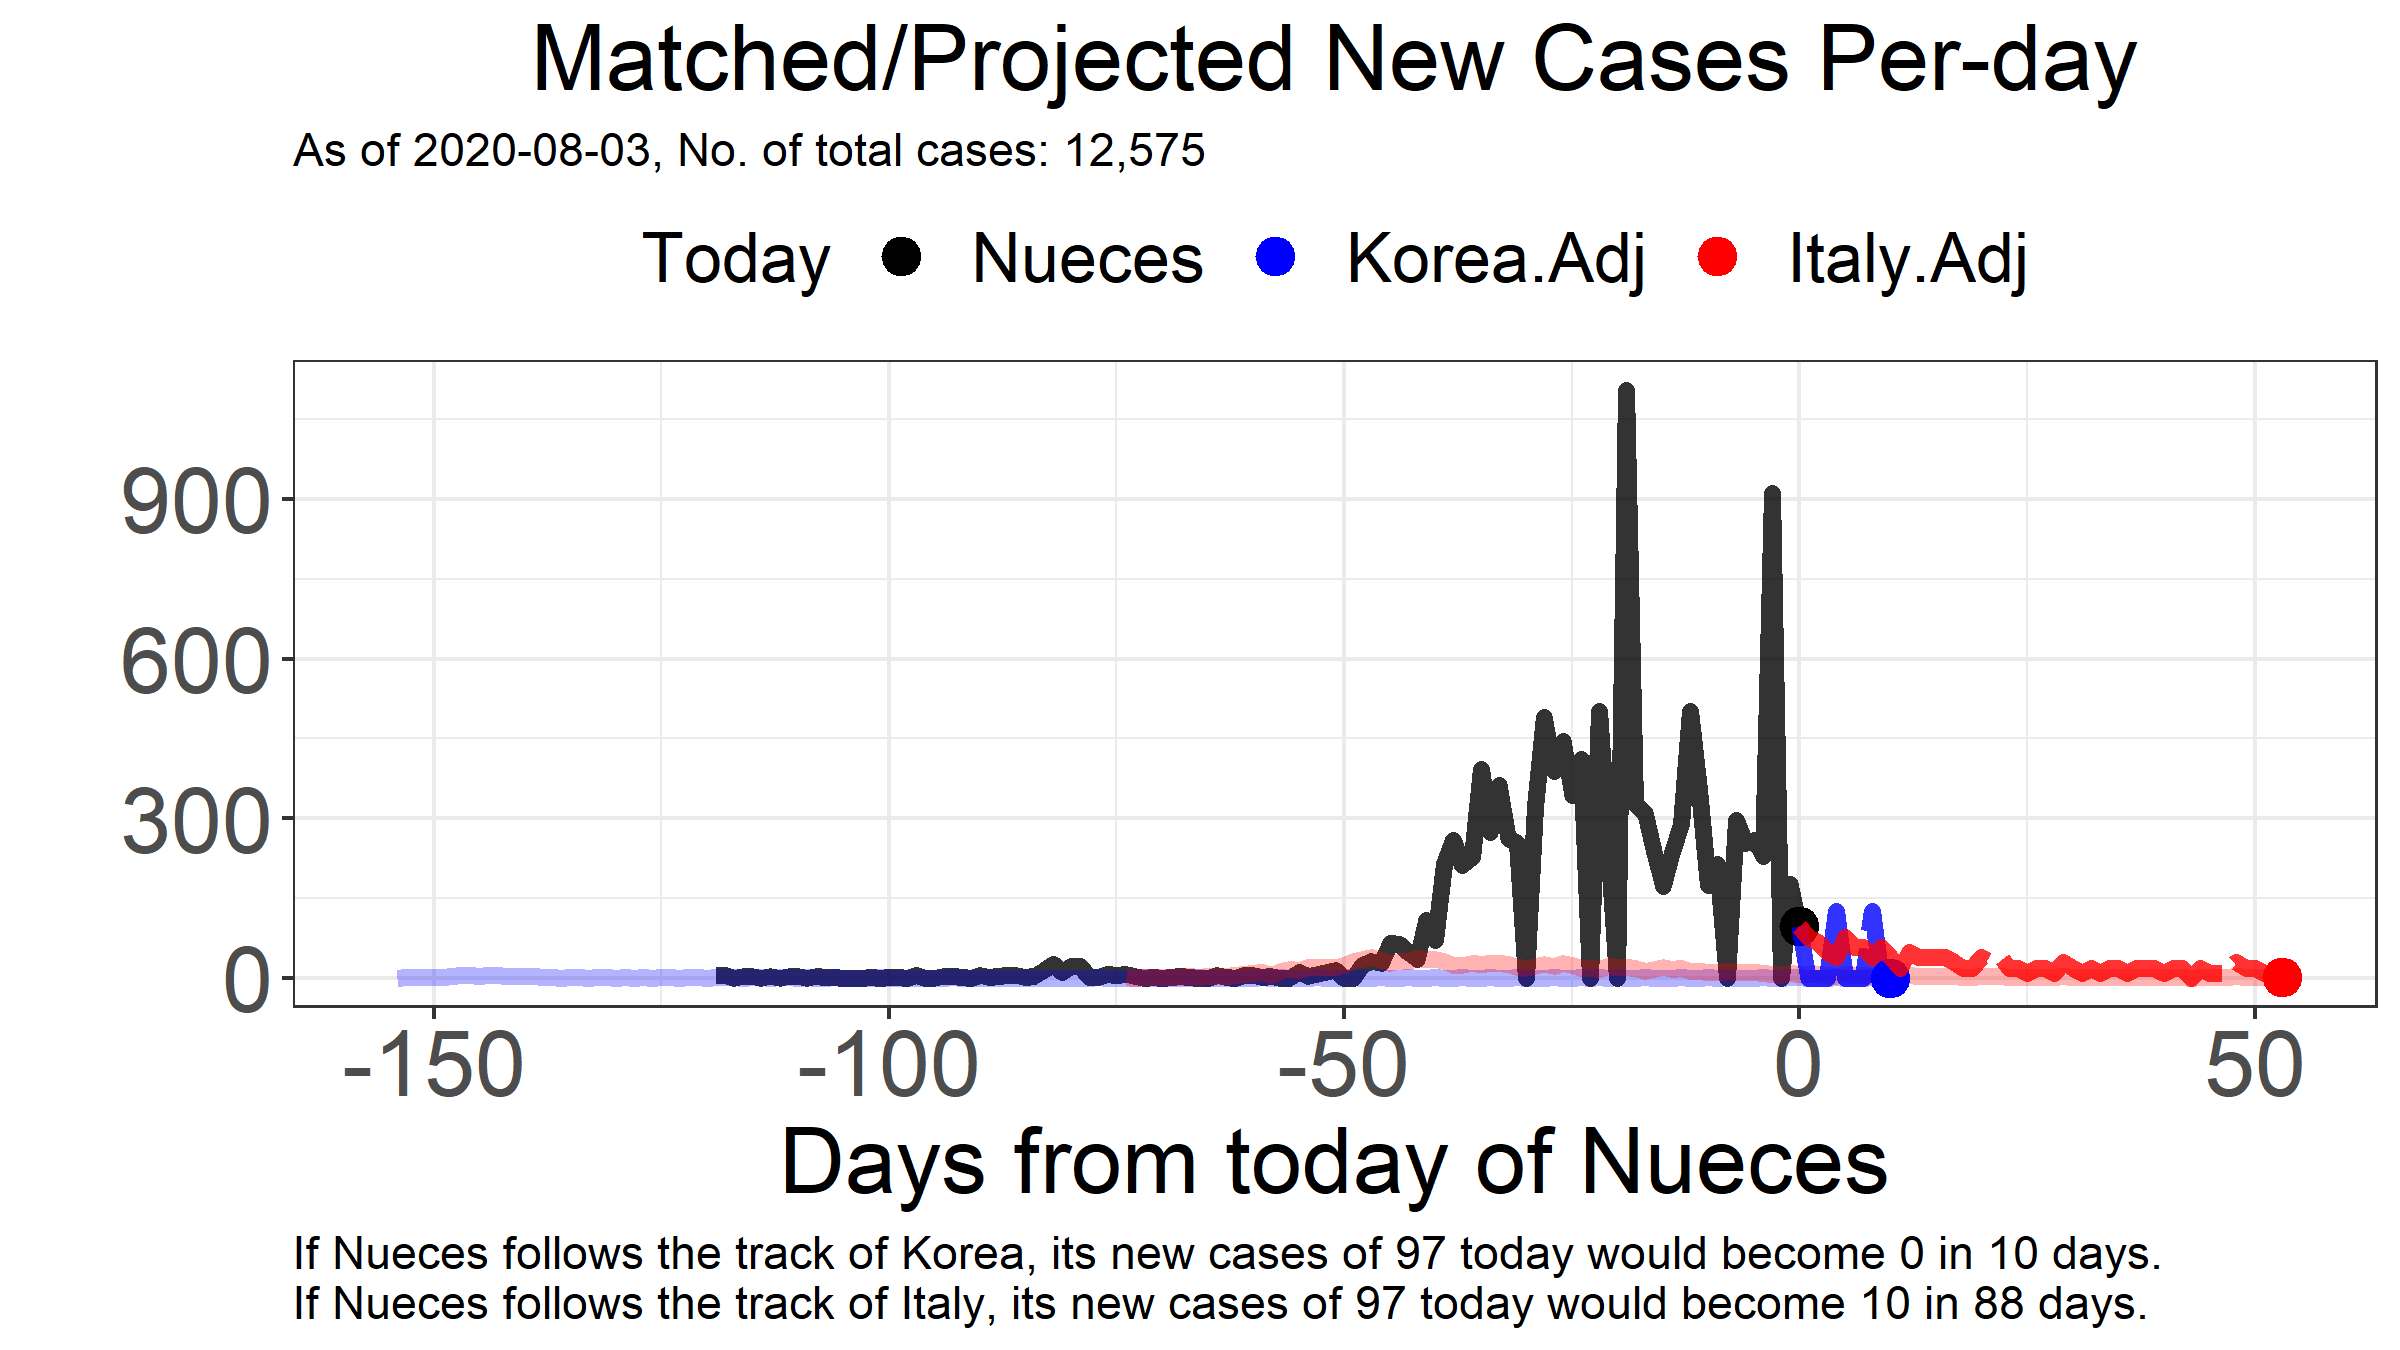 Matched/Projected New Cases Per-day
As of 2020-08-03, No. of total cases: 12,575
Today Nueces Korea.Adj Italy.Adj
900
600
300
0
-150 -100 -50 0 50
Days from today of Nueces
If Nueces follows the track of Korea, its new cases of 97 today would become 0 in 10 days.
If Nueces follows the track of Italy, its new cases of 97 today would become 10 in 88 days.